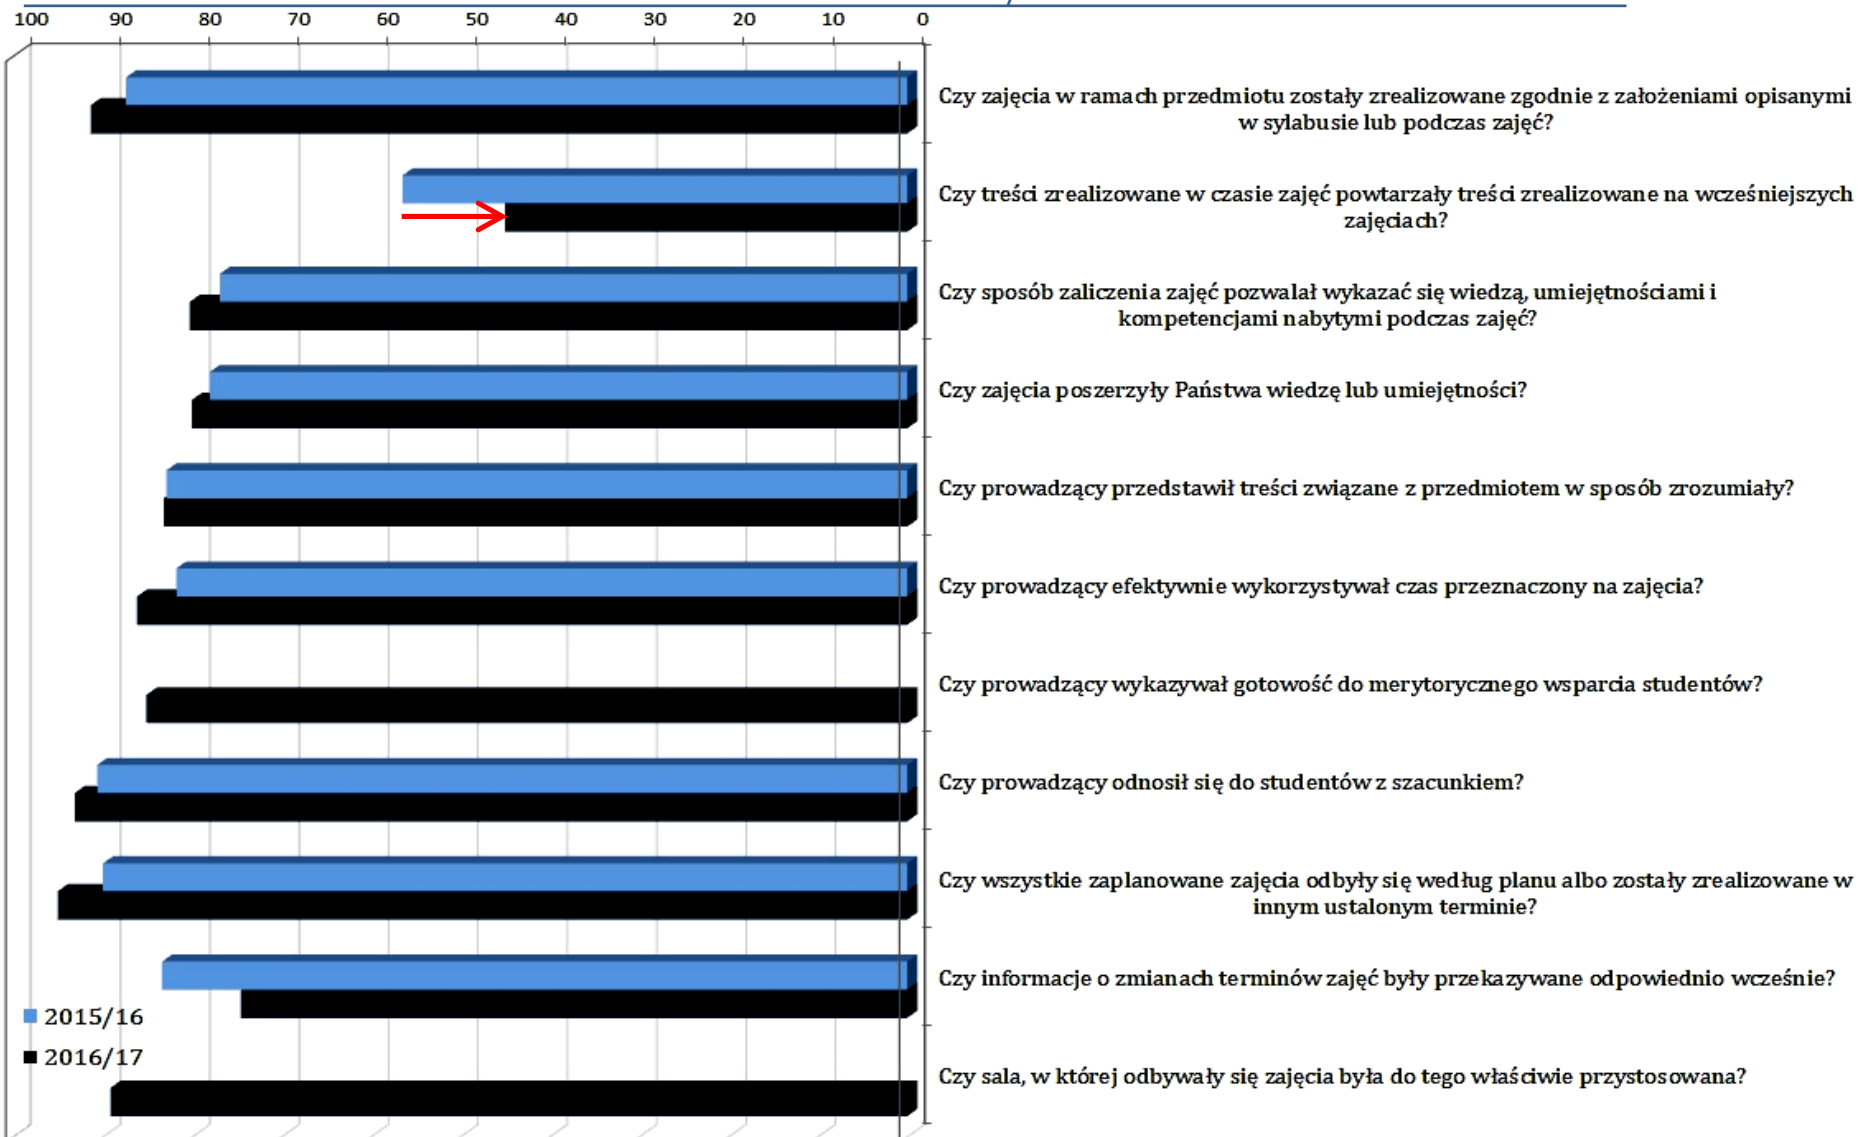 100 90 80 70 60 50 40 30 20 10 0
Czy zajęcia w ramach przedmiotu zostały zrealizowane zgodnie z założeniami opisanymi
w sylabusie lub podczas zajęć?
Czy treści zrealizowane w czasie zajęć powtarzały treści zrealizowane na wcześniejszych
zajęciach?
Czy sposób zaliczenia zajęć pozwalał wykazać się wiedzą, umiejętnościami i
kompetencjami nabytymi podczas zajęć?
Czy zajęcia poszerzyły Państwa wiedzę lub umiejętności?
Czy prowadzący przedstawił treści związane z przedmiotem w sposób zrozumiały?
Czy prowadzący efektywnie wykorzystywał czas przeznaczony na zajęcia?
Czy prowadzący wykazywał gotowość do merytorycznego wsparcia studentów?
Czy prowadzący odnosił się do studentów z szacunkiem?
Czy wszystkie zaplanowane zajęcia odbyły się według planu albo zostały zrealizowane w
innym ustalonym terminie?
Czy informacje o zmianach terminów zajęć były przekazywane odpowiednio wcześnie?
2015/16
2016/17
Czy sala, w której odbywały się zajęcia była do tego właściwie przystosowana?